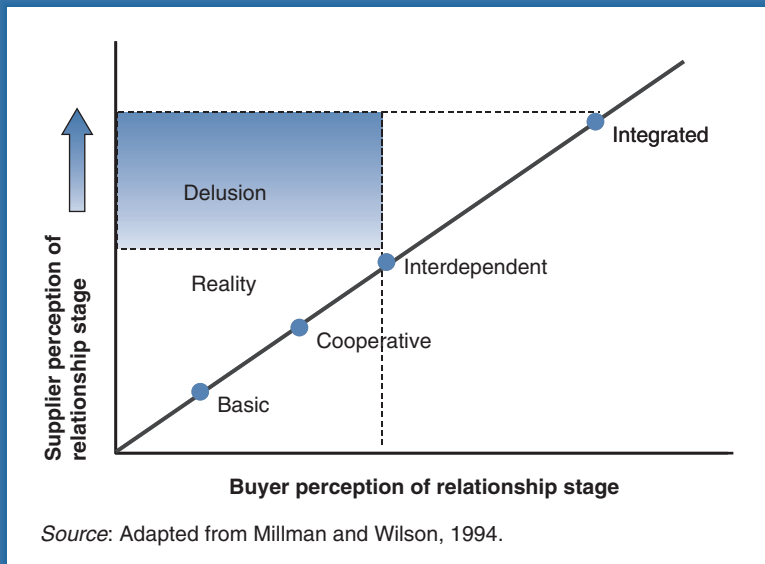 Integrated
Delusion
Interdependent
Reality
Cooperative
Basic
Supplier perception of
relationship stage
Buyer perception of relationship stage
Source: Adapted from Millman and Wilson, 1994.